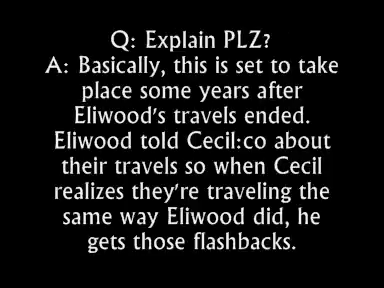 Q: Explain PLZ?
A: Basically, this is set to take
place some years after
Eliwood's travels ended.
Eliwood told Cecil:co about
their travels so when Cecil
realizes they're traveling the
same way Eliwood did, he
gets those flashbacks.